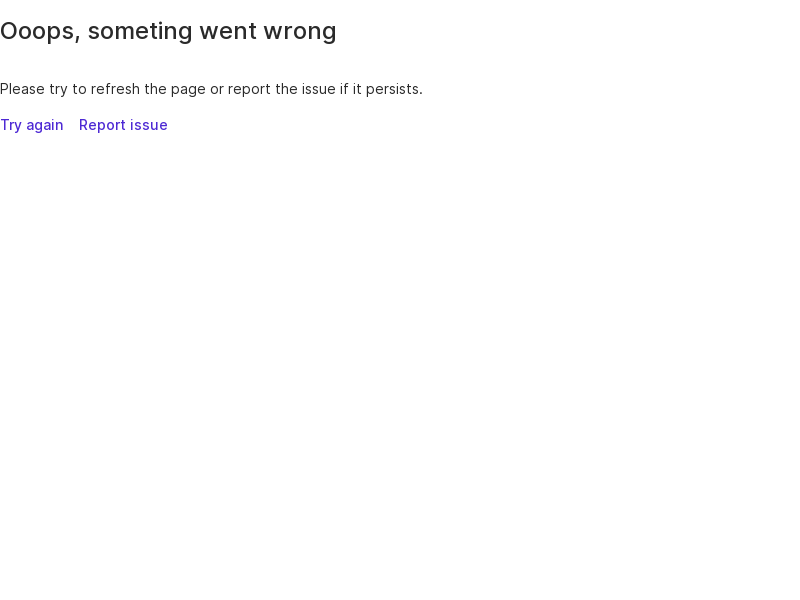 Ooops, someting went wrong
Please try to refresh the page or report the issue if it persists.
Try again Report issue